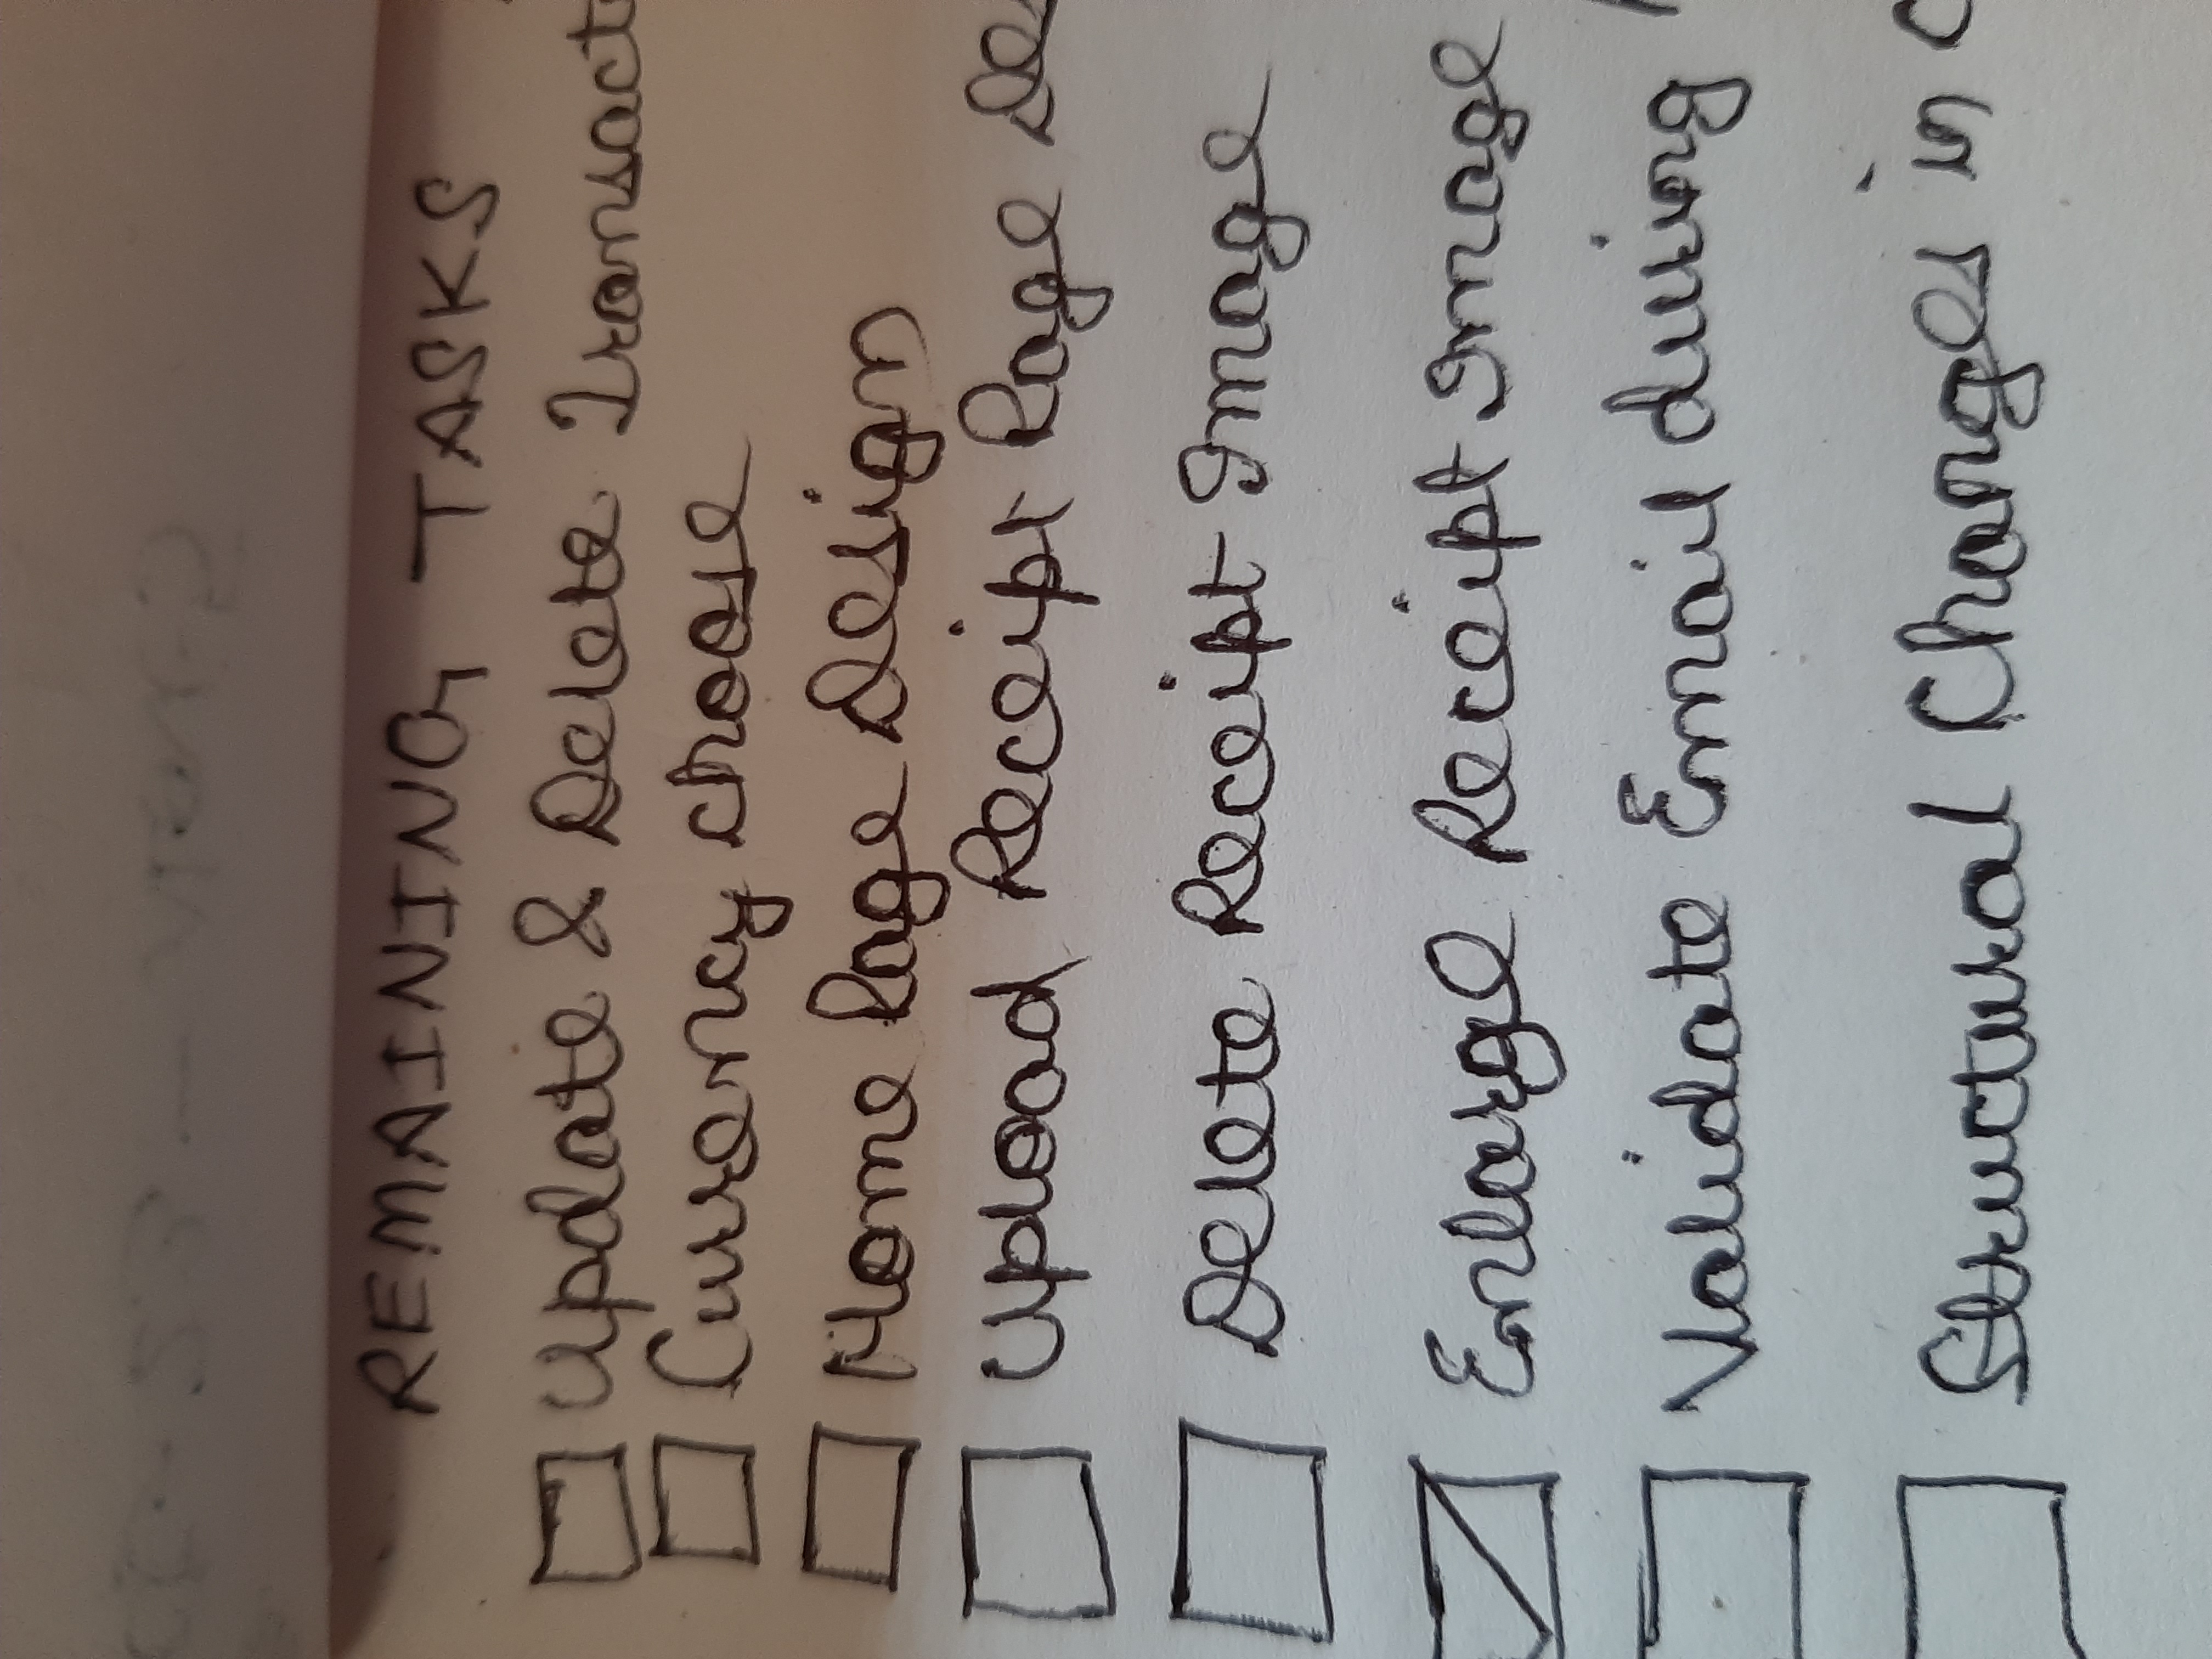 REMAINING TASKS
Update & Delete Transact
Currency choose
Home Page Design
Upload Receipt Page Des
Delete Receipt Image
Enlarge Receipt Image
Validate Email during
Structural Changes in